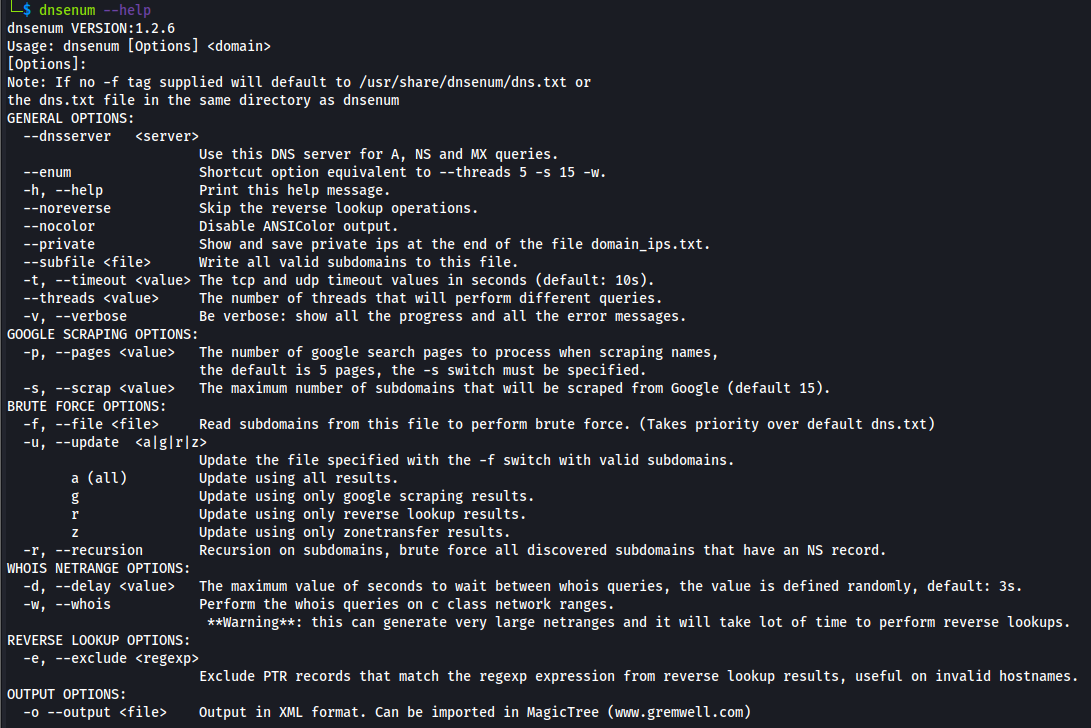 └─$ dnsenum --help
dnsenum VERSION:1.2.6
Usage: dnsenum [Options] <domain>
[Options]:
Note: If no -f tag supplied will default to /usr/share/dnsenum/dns.txt or
the dns.txt file in the same directory as dnsenum
GENERAL OPTIONS:
  --dnsserver   <server>
                        Use this DNS server for A, NS and MX queries.
  --enum                Shortcut option equivalent to --threads 5 -s 15 -w.
  -h, --help            Print this help message.
  --noreverse           Skip the reverse lookup operations.
  --nocolor             Disable ANSIColor output.
  --private             Show and save private ips at the end of the file domain_ips.txt.
  --subfile <file>      Write all valid subdomains to this file.
  -t, --timeout <value> The tcp and udp timeout values in seconds (default: 10s).
  --threads <value>     The number of threads that will perform different queries.
  -v, --verbose         Be verbose: show all the progress and all the error messages.
GOOGLE SCRAPING OPTIONS:
  -p, --pages <value>   The number of google search pages to process when scraping names,
                        the default is 5 pages, the -s switch must be specified.
  -s, --scrap <value>   The maximum number of subdomains that will be scraped from Google (default 15).
BRUTE FORCE OPTIONS:
  -f, --file <file>     Read subdomains from this file to perform brute force. (Takes priority over default dns.txt)
  -u, --update  <a|g|r|z>
                        Update the file specified with the -f switch with valid subdomains.
        a (all)         Update using all results.
        g               Update using only google scraping results.
        r               Update using only reverse lookup results.
        z               Update using only zonetransfer results.
  -r, --recursion       Recursion on subdomains, brute force all discovered subdomains that have an NS record.
WHOIS NETRANGE OPTIONS:
  -d, --delay <value>   The maximum value of seconds to wait between whois queries, the value is defined randomly, default: 3s.
  -w, --whois           Perform the whois queries on c class network ranges.
                         **Warning**: this can generate very large netranges and it will take lot of time to perform reverse lookups.
REVERSE LOOKUP OPTIONS:
  -e, --exclude <regexp>
                        Exclude PTR records that match the regexp expression from reverse lookup results, useful on invalid hostnames.
OUTPUT OPTIONS:
  -o --output <file>    Output in XML format. Can be imported in MagicTree (www.gremwell.com)